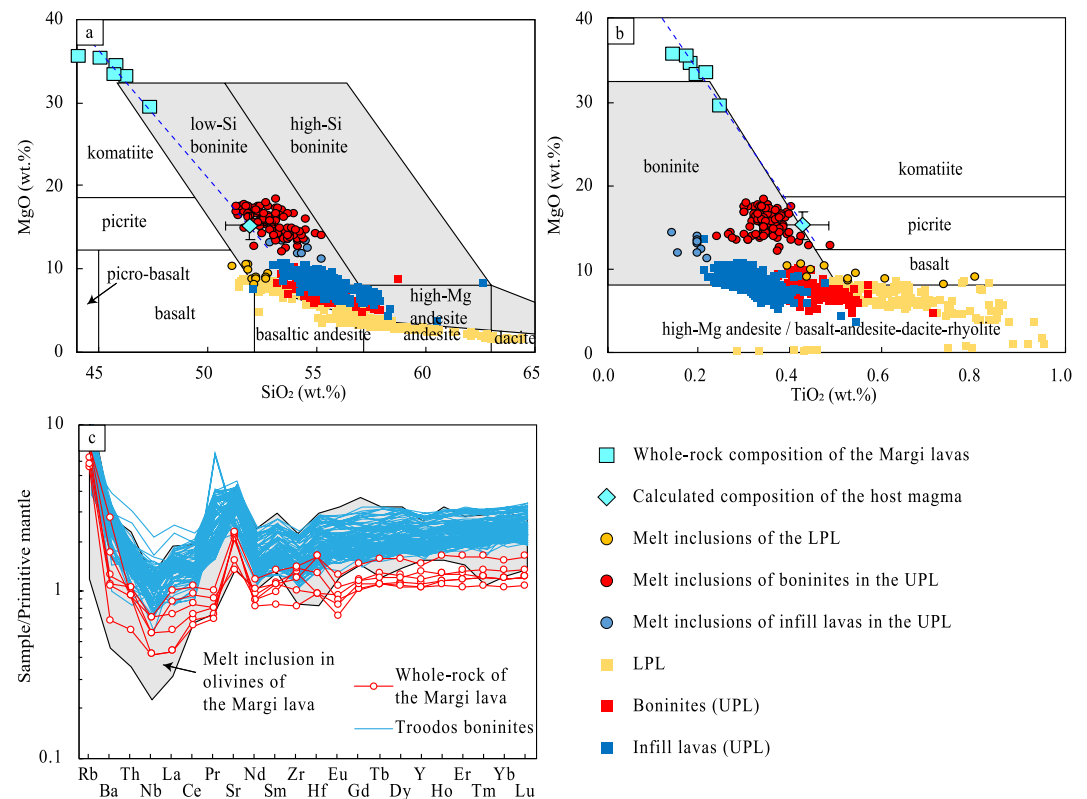 a
40
30
20
10
0
MgO (wt.%)
komatiite
low-Si
boninite
high-Si
boninite
picrite
picro-basalt
basalt
basaltic andesite
high-Mg
andesite
andesite
dacite
45
50
55
60
65
SiO₂ (wt.%)
b
40
30
20
10
0
MgO (wt.%)
boninite
komatiite
picrite
basalt
high-Mg andesite / basalt-andesite-dacite-rhyolite
0.0
0.2
0.4
0.6
0.8
1.0
TiO₂ (wt.%)
c
10
1
0.1
Sample/Primitive mantle
Melt inclusion in
olivines of
the Margi lava
Whole-rock of
the Margi lava
Troodos boninites
Rb Th La Pr Nd Zr Eu Tb Y Er Yb
Ba Nb Ce Sr Sm Hf Gd Dy Ho Tm Lu
Whole-rock composition of the Margi lavas
Calculated composition of the host magma
Melt inclusions of the LPL
Melt inclusions of boninites in the UPL
Melt inclusions of infill lavas in the UPL
LPL
Boninites (UPL)
Infill lavas (UPL)